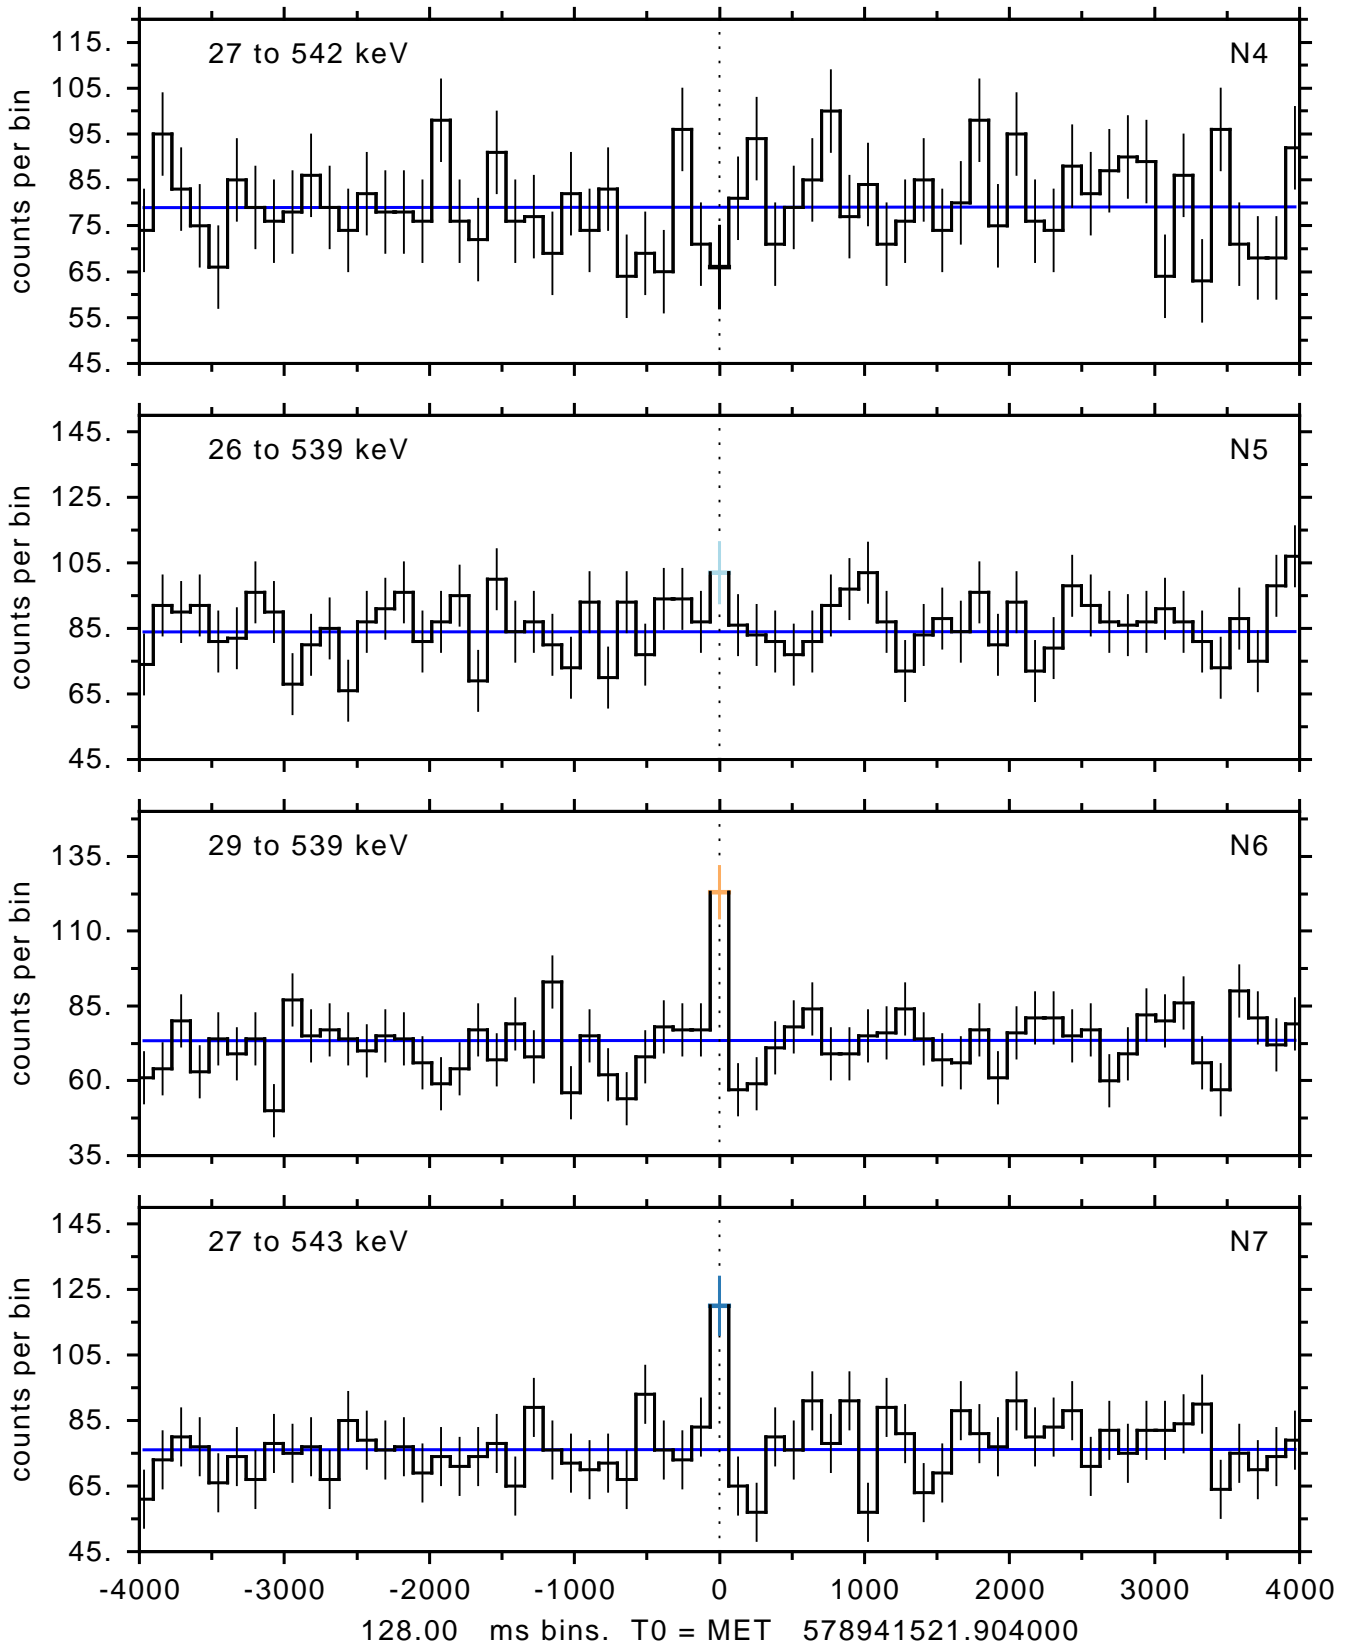 27 to 542 keV N4
115.
105.
95.
85.
75.
65.
55.
45.
counts per bin
26 to 539 keV N5
145.
125.
105.
85.
65.
45.
counts per bin
29 to 539 keV N6
135.
110.
85.
60.
35.
counts per bin
27 to 543 keV N7
145.
125.
105.
85.
65.
45.
counts per bin
-4000 -3000 -2000 -1000 0 1000 2000 3000 4000
128.00 ms bins. T0 = MET 578941521.904000